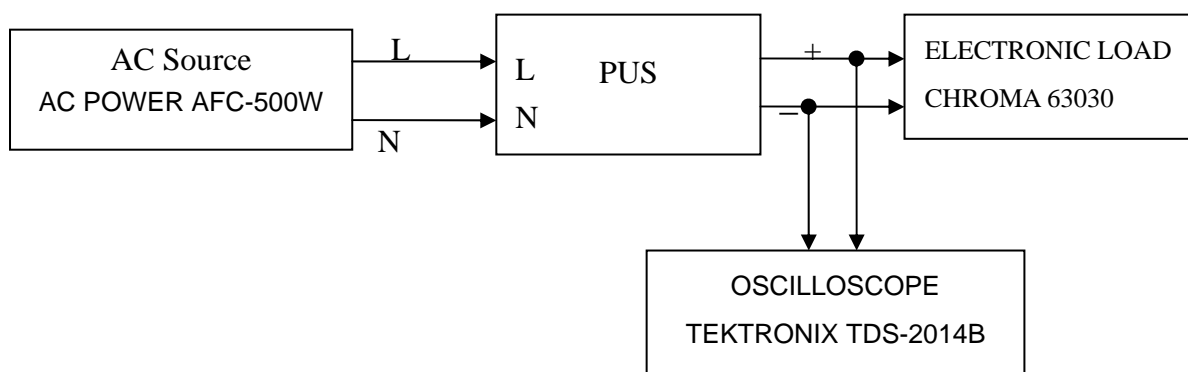 AC Source
AC POWER AFC-500W
L
N
L
N
PUS
+
−
ELECTRONIC LOAD
CHROMA 63030
OSCILLOSCOPE
TEKTRONIX TDS-2014B